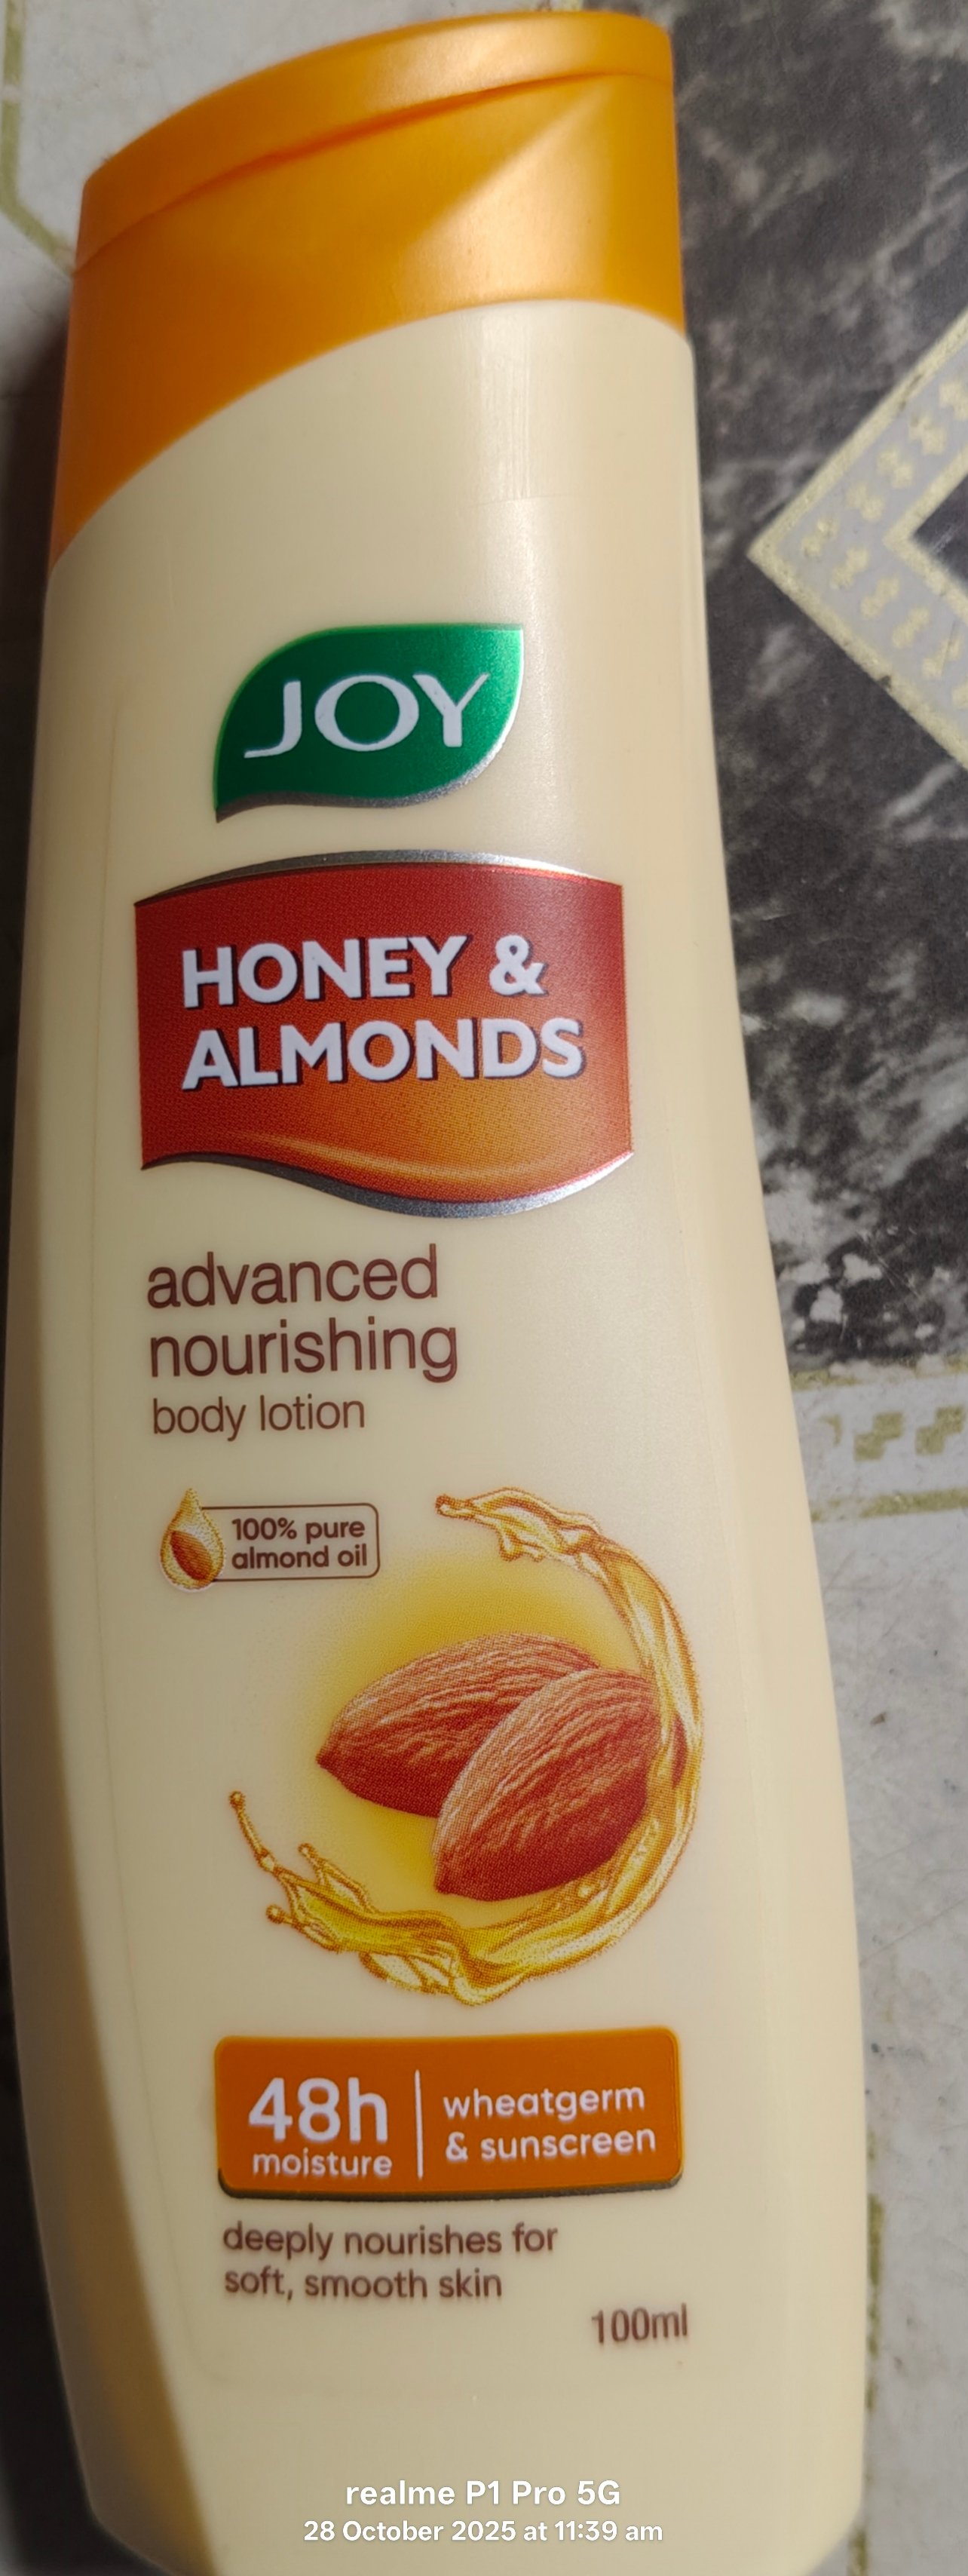 JOY
HONEY &
ALMONDS
advanced
nourishing
body lotion
100% pure
almond oil
48h
moisture
wheatgerm
& sunscreen
deeply nourishes for
soft, smooth skin
100ml
realme P1 Pro 5G
28 October 2025 at 11:39 am